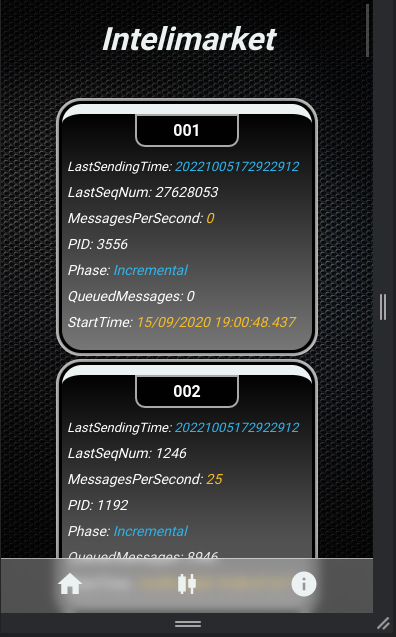 Intelimarket
001
LastSendingTime: 20221005172922912
LastSeqNum: 27628053
MessagesPerSecond: 0
PID: 3556
Phase: Incremental
QueuedMessages: 0
StartTime: 15/09/2020 19:00:48.437
002
LastSendingTime: 20221005172922912
LastSeqNum: 1246
MessagesPerSecond: 25
PID: 1192
Phase: Incremental
QueuedMessages: 8946